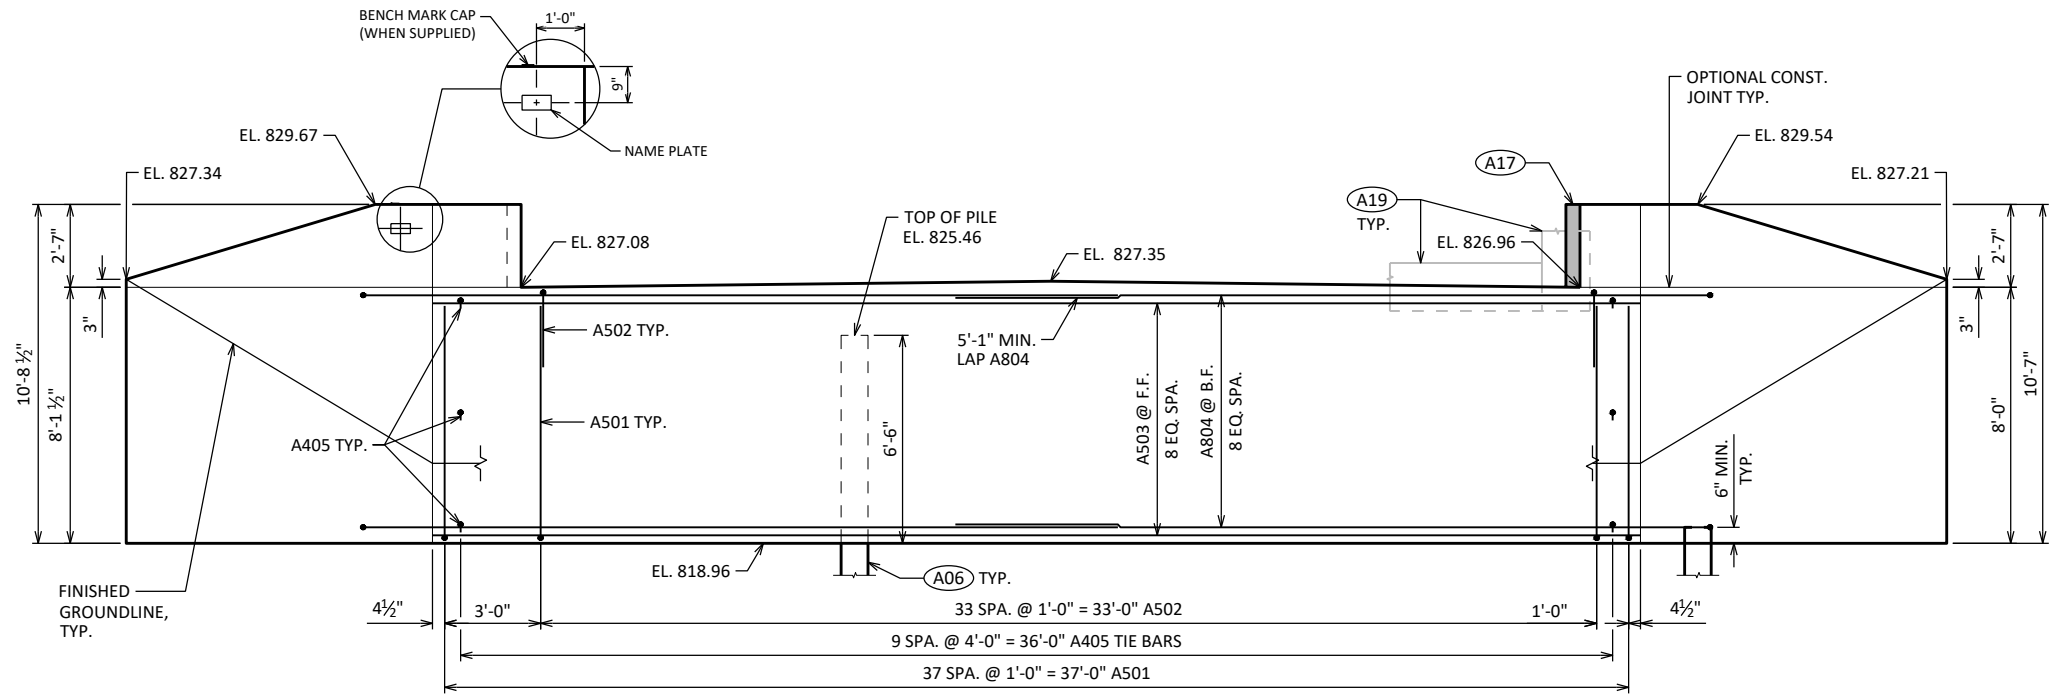 BENCH MARK CAP
(WHEN SUPPLIED)
1'-0"
9"
NAME PLATE
EL. 829.67
EL. 827.34
EL. 827.08
TOP OF PILE
EL. 825.46
EL. 827.35
A19
TYP.
A17
EL. 826.96
OPTIONAL CONST.
JOINT TYP.
EL. 829.54
EL. 827.21
2'-7"
3"
10'-8 ½"
8'-1 ½"
A502 TYP.
A501 TYP.
A405 TYP.
6'-6"
5'-1" MIN.
LAP A804
A503 @ F.F.
8 EQ. SPA.
A804 @ B.F.
8 EQ. SPA.
6" MIN.
TYP.
2'-7"
3"
8'-0"
10'-7"
EL. 818.96
A06 TYP.
FINISHED
GROUNDLINE,
TYP.
4½"
3'-0"
33 SPA. @ 1'-0" = 33'-0" A502
1'-0"
4½"
9 SPA. @ 4'-0" = 36'-0" A405 TIE BARS
37 SPA. @ 1'-0" = 37'-0" A501